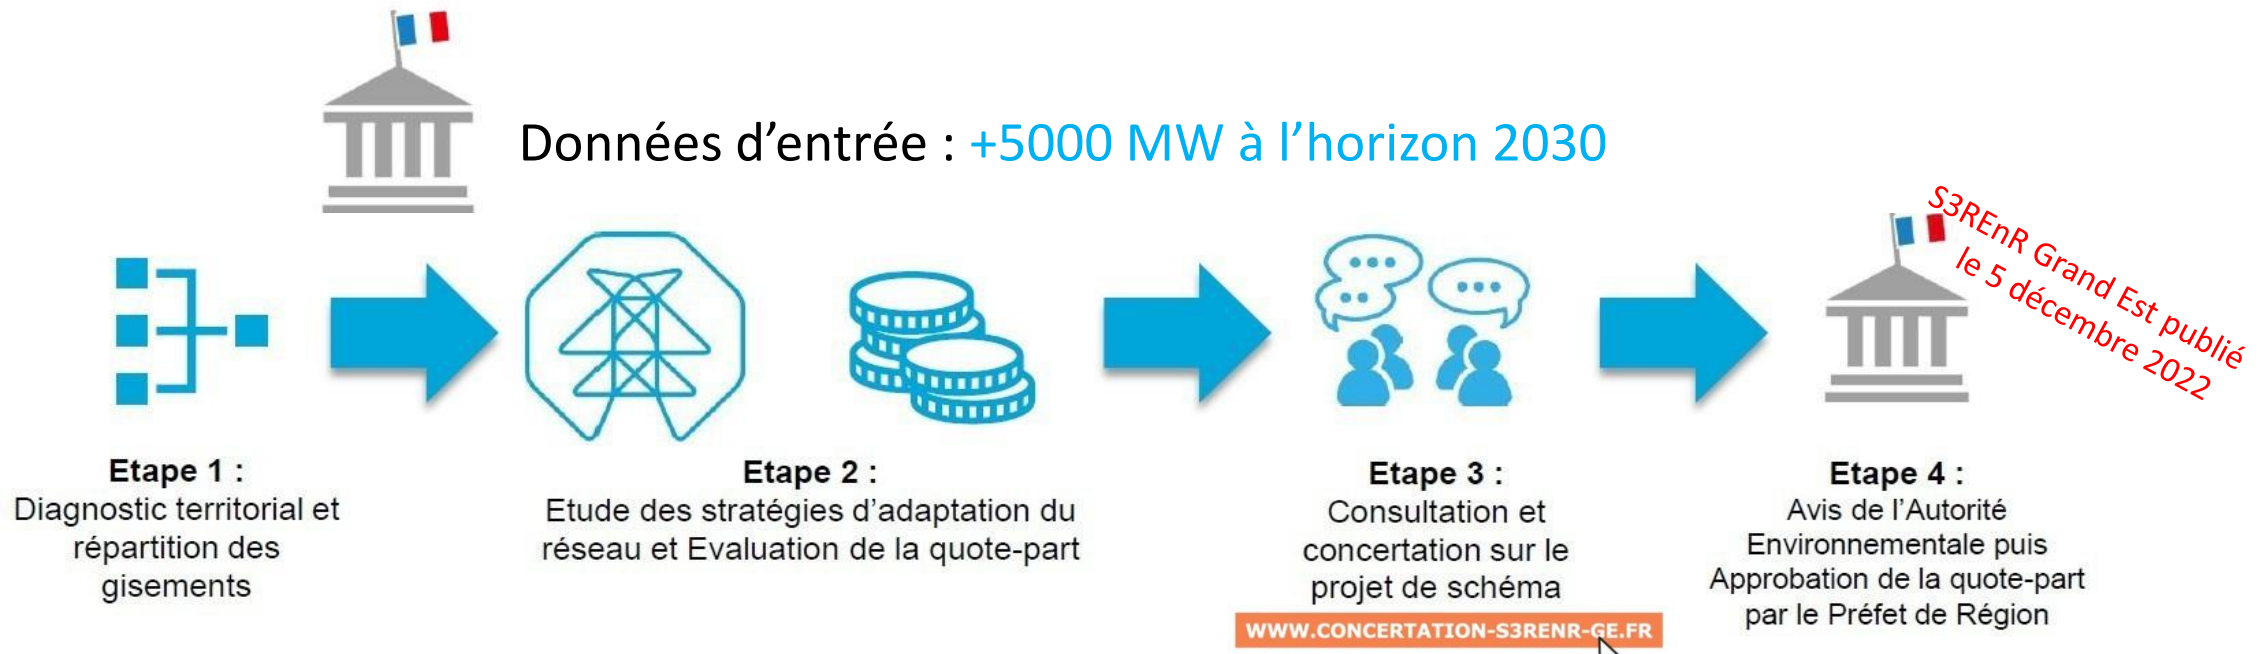 Données d’entrée : +5000 MW à l’horizon 2030
S3REnR Grand Est publié
le 5 décembre 2022
Etape 1 :
Diagnostic territorial et
répartition des
gisements
Etape 2 :
Etude des stratégies d’adaptation du
réseau et Evaluation de la quote-part
Etape 3 :
Consultation et
concertation sur le
projet de schéma
WWW.CONCERTATION-S3RENR-GE.FR
Etape 4 :
Avis de l’Autorité
Environnementale puis
Approbation de la quote-part
par le Préfet de Région